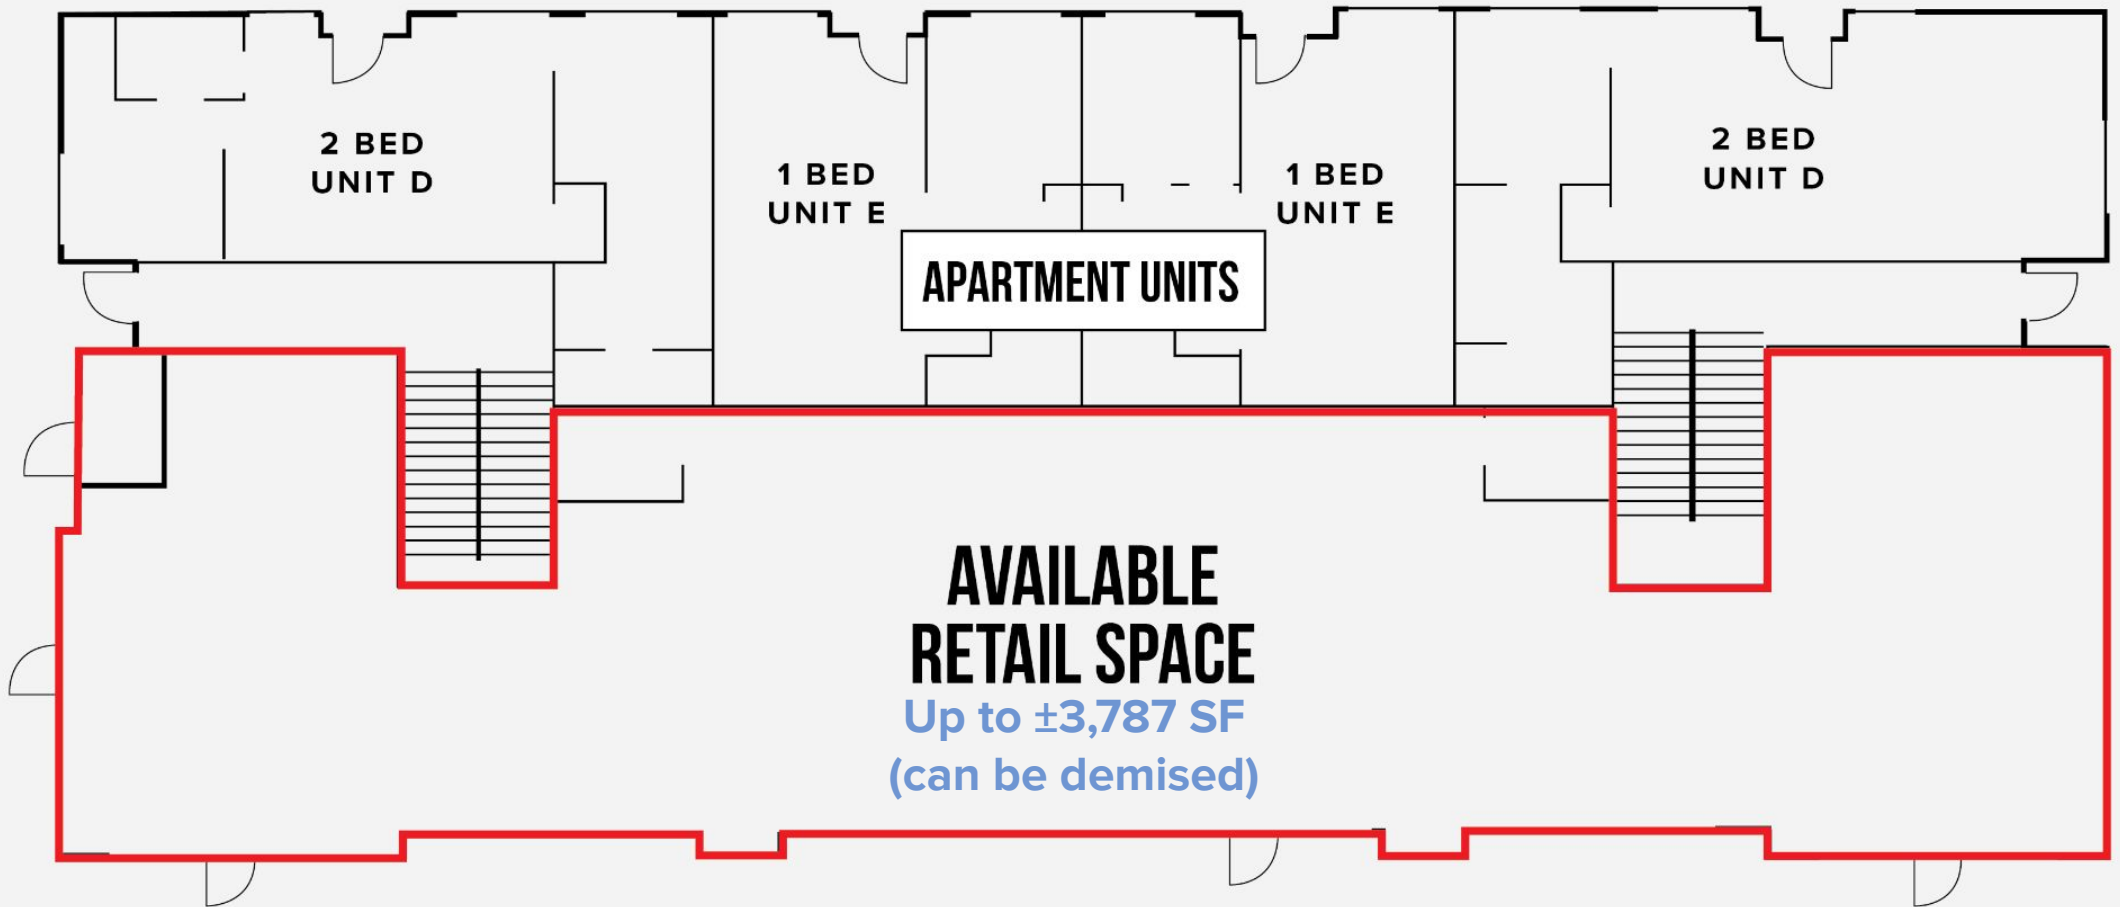 2 BED
UNIT D
1 BED
UNIT E
1 BED
UNIT E
2 BED
UNIT D
APARTMENT UNITS
AVAILABLE
RETAIL SPACE
Up to ±3,787 SF
(can be demised)